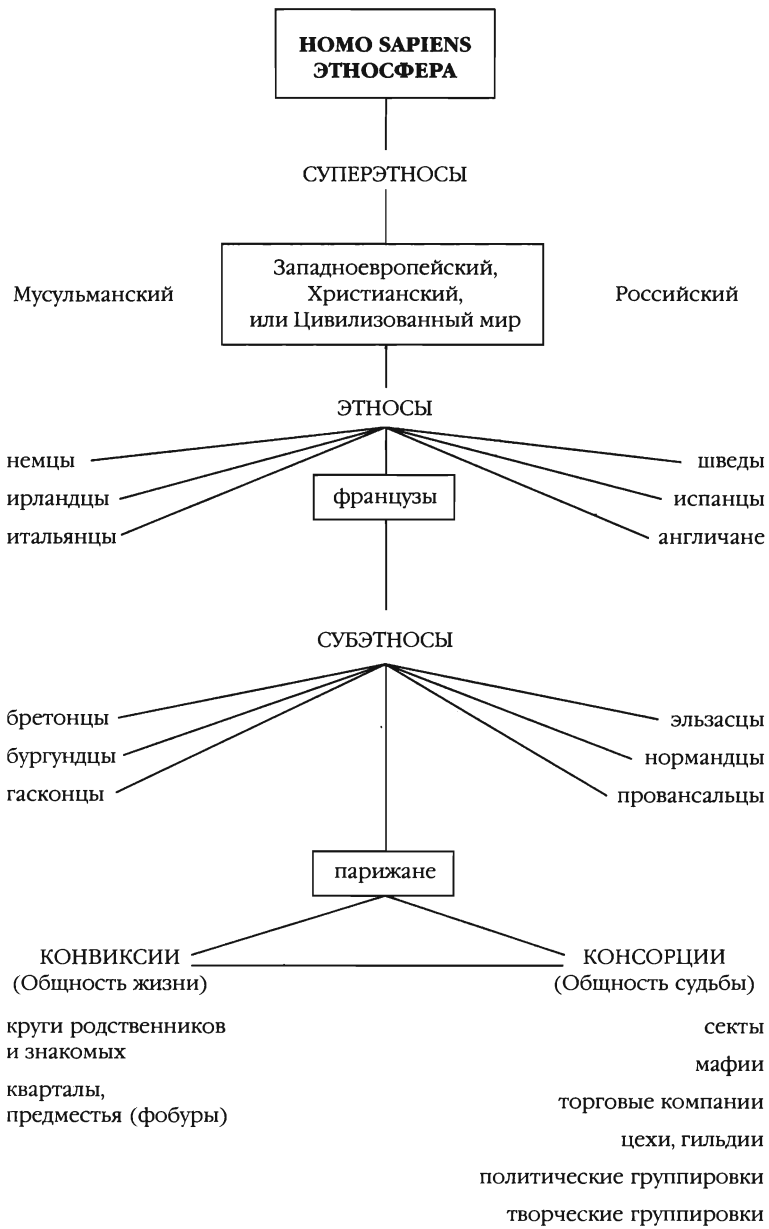 HOMO SAPIENS
ЭТНОСФЕРА
СУПЕРЭТНОСЫ
Мусульманский
Западноевропейский,
Христианский,
или Цивилизованный мир
Российский
ЭТНОСЫ
немцы
шведы
ирландцы
французы
испанцы
итальянцы
англичане
СУБЭТНОСЫ
бретонцы
эльзасцы
бургундцы
нормандцы
гасконцы
провансальцы
парижане
КОНВИКСИИ
(Общность жизни)
круги родственников
и знакомых
кварталы,
предместья (фобуры)
КОНСОРЦИИ
(Общность судьбы)
секты
мафии
торговые компании
цехи, гильдии
политические группировки
творческие группировки